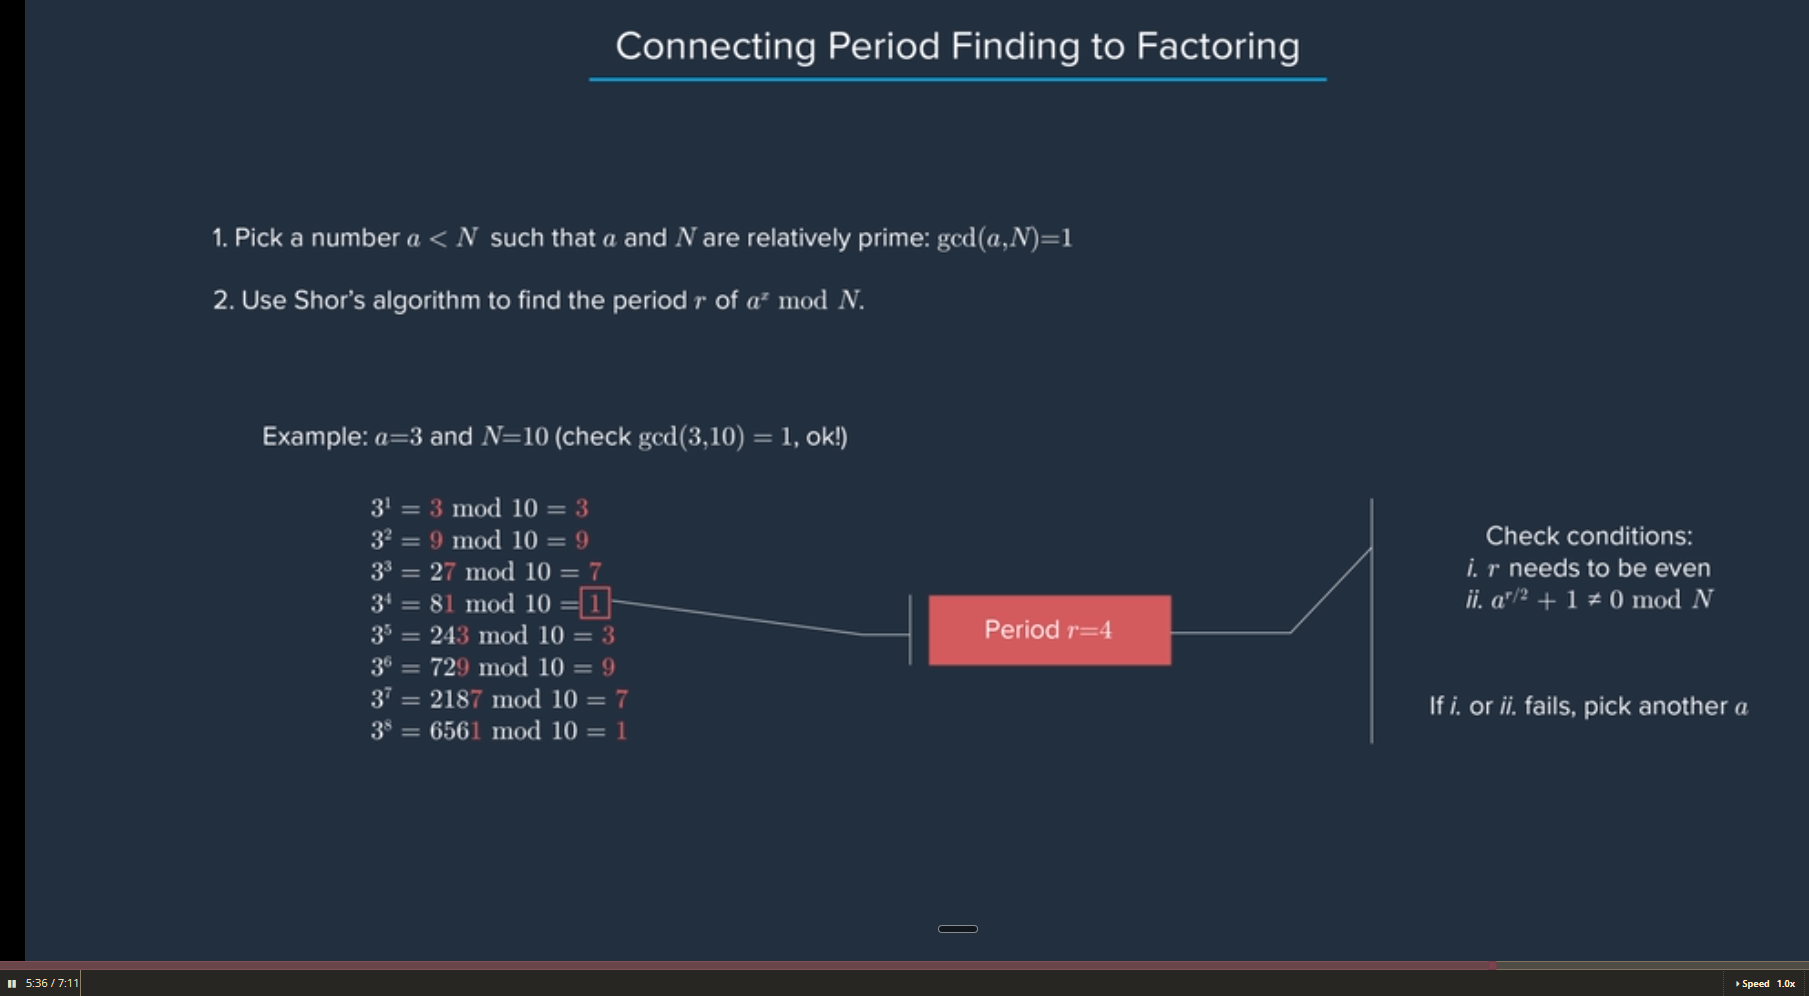 Connecting Period Finding to Factoring
1. Pick a number a < N such that a and N are relatively prime: gcd(a,N)=1
2. Use Shor's algorithm to find the period r of aᶻ mod N.
Example: a=3 and N=10 (check gcd(3,10) = 1, ok!)
3¹ = 3 mod 10 = 3
3² = 9 mod 10 = 9
3³ = 27 mod 10 = 7
3⁴ = 81 mod 10 = 1
3⁵ = 243 mod 10 = 3
3⁶ = 729 mod 10 = 9
3⁷ = 2187 mod 10 = 7
3⁸ = 6561 mod 10 = 1
Period r=4
Check conditions:
i. r needs to be even
ii. a^(r/2) + 1 ≠ 0 mod N
If i. or ii. fails, pick another a
5:36 / 7:11
Speed 1.0x